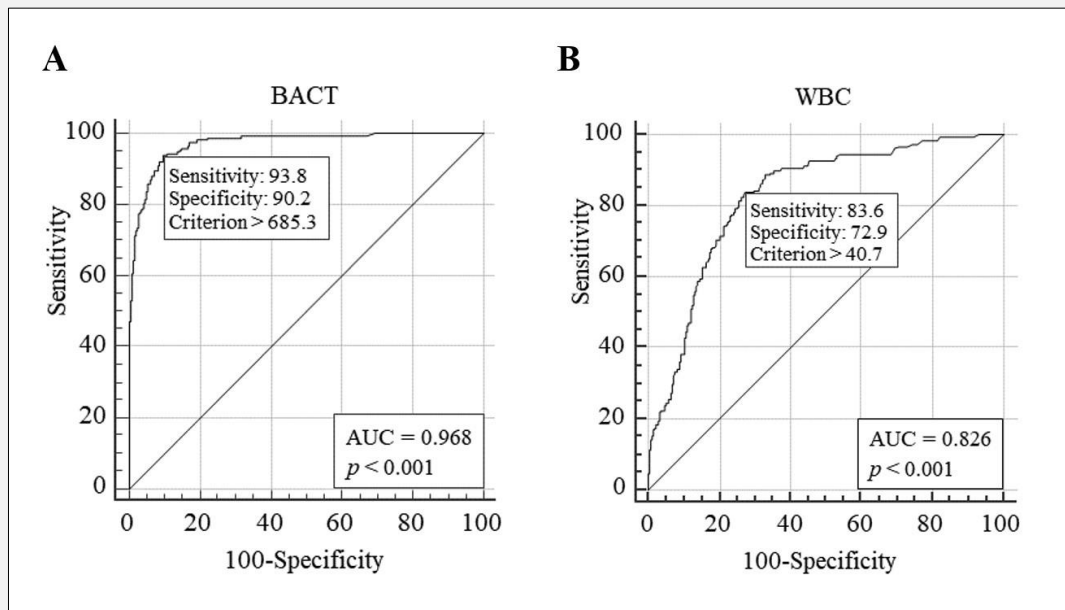 A
BACT
100
80
60
40
20
0
Sensitivity
Sensitivity: 93.8
Specificity: 90.2
Criterion > 685.3
AUC = 0.968
p < 0.001
0 20 40 60 80 100
100-Specificity
B
WBC
100
80
60
40
20
0
Sensitivity
Sensitivity: 83.6
Specificity: 72.9
Criterion > 40.7
AUC = 0.826
p < 0.001
0 20 40 60 80 100
100-Specificity